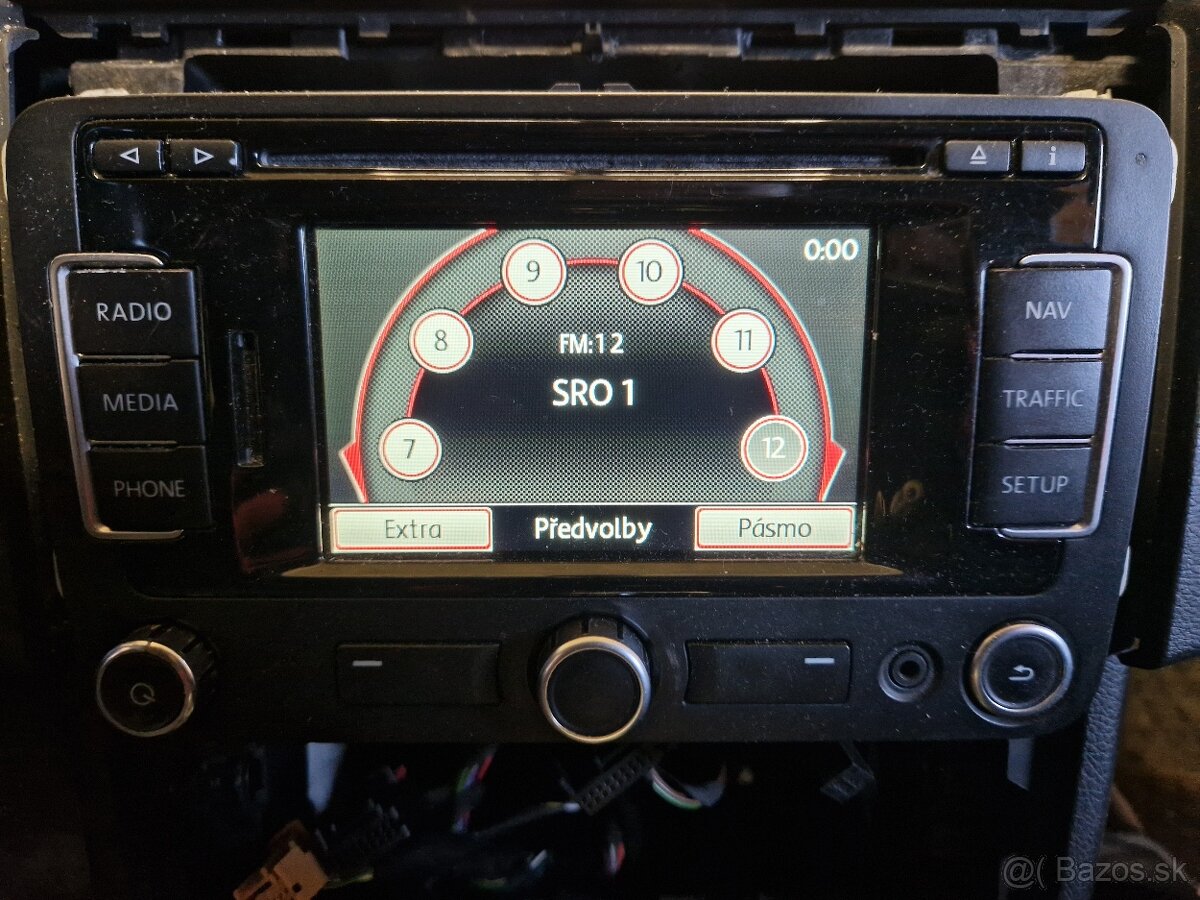 i
RADIO
MEDIA
PHONE
0:00
9
10
8
11
FM:12
SRO 1
7
12
Extra
Předvolby
Pásmo
NAV
TRAFFIC
SETUP
@( Bazos.sk